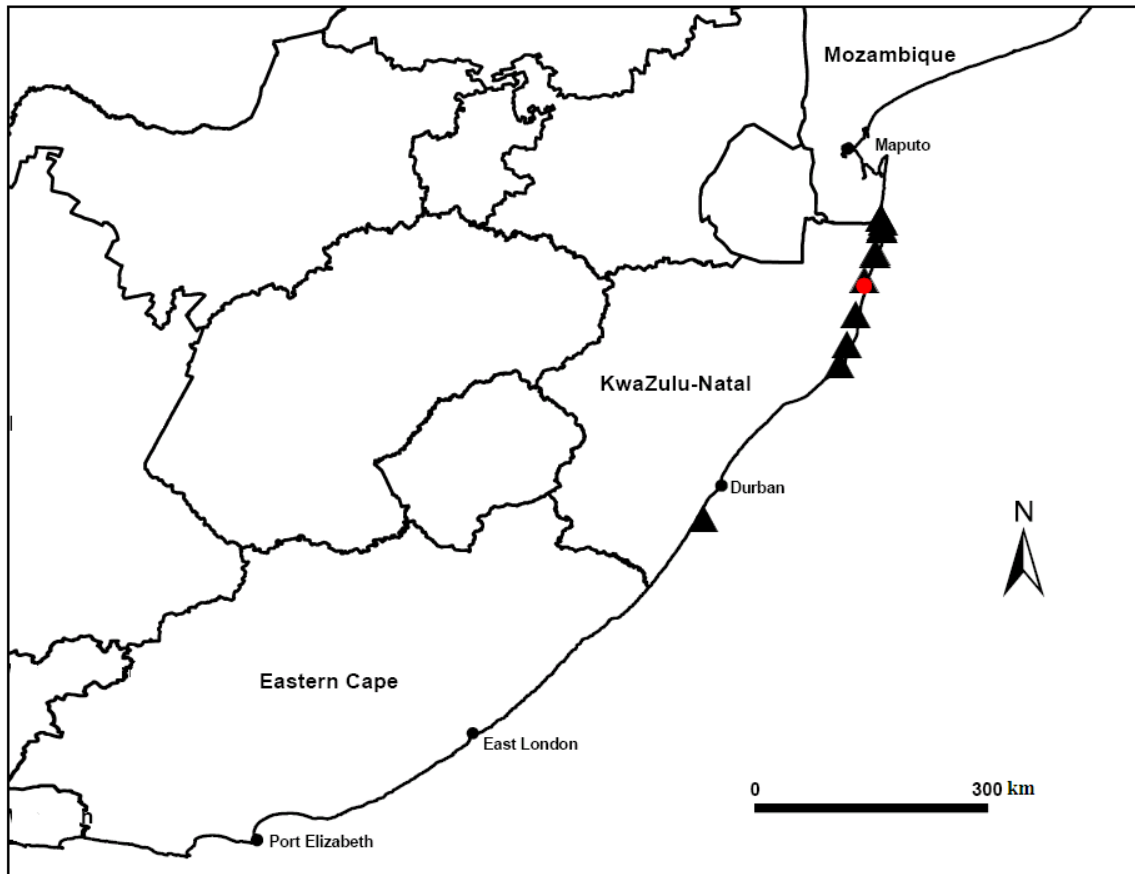 Mozambique
Maputo
KwaZulu-Natal
Durban
N
Eastern Cape
East London
0 300 km
Port Elizabeth